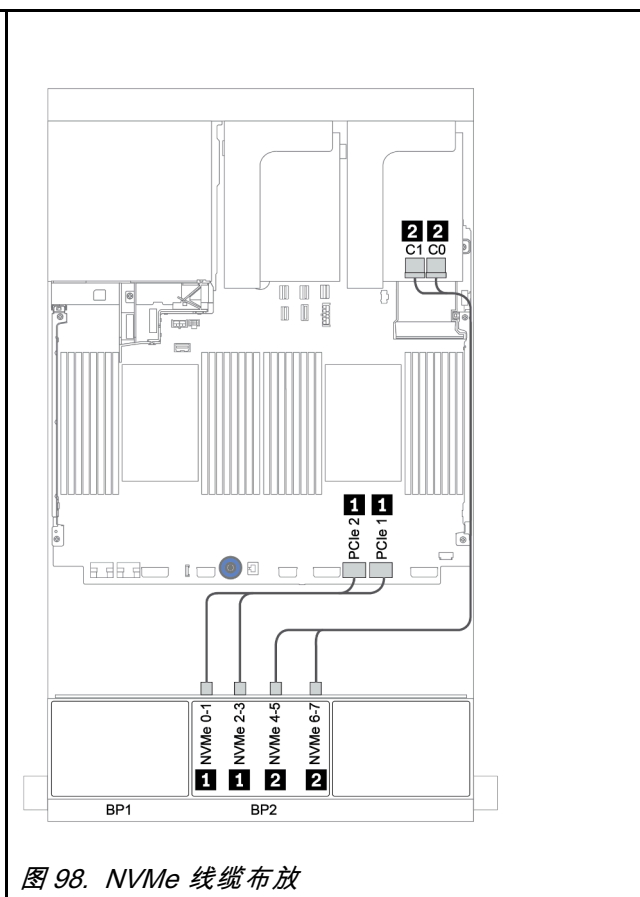 2 2
C1 C0
1 1
PCIe 2
PCIe 1
NVMe 0-1
NVMe 2-3
NVMe 4-5
NVMe 6-7
1 1 2 2
BP1 BP2
图 98. NVMe 线缆布放